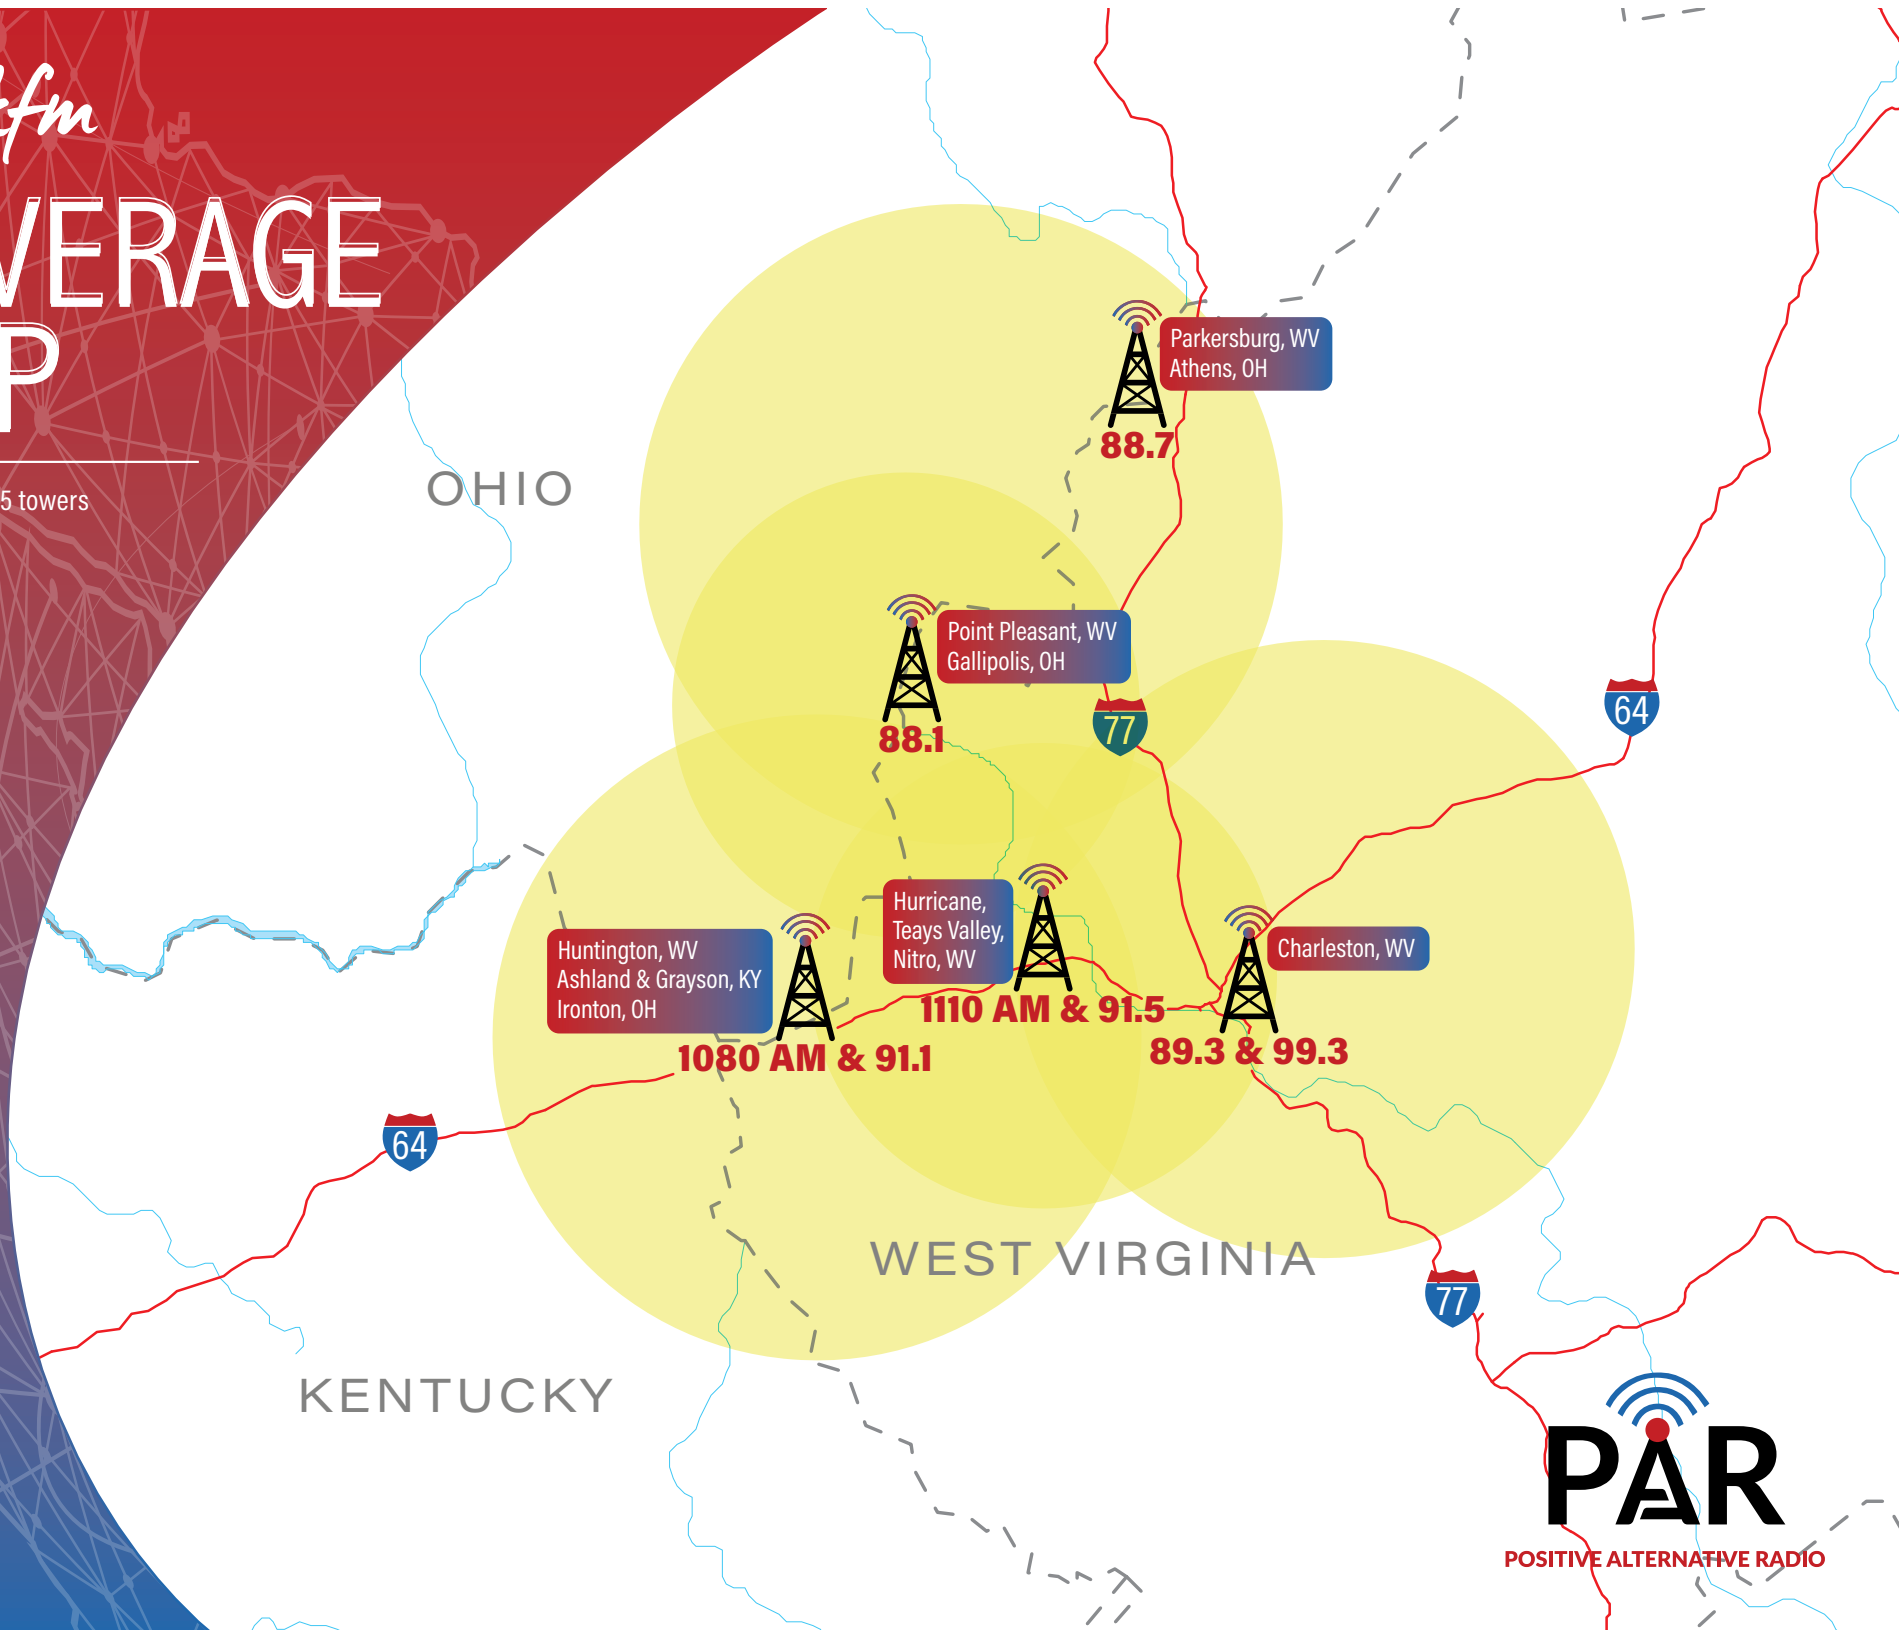 fm
VERAGE
P
5 towers
OHIO
Parkersburg, WV
Athens, OH
88.7
Point Pleasant, WV
Gallipolis, OH
88.1
77
64
Hurricane,
Teays Valley,
Nitro, WV
1110 AM & 91.5
Charleston, WV
89.3 & 99.3
Huntington, WV
Ashland & Grayson, KY
Ironton, OH
1080 AM & 91.1
64
WEST VIRGINIA
77
KENTUCKY
PAR
POSITIVE ALTERNATIVE RADIO